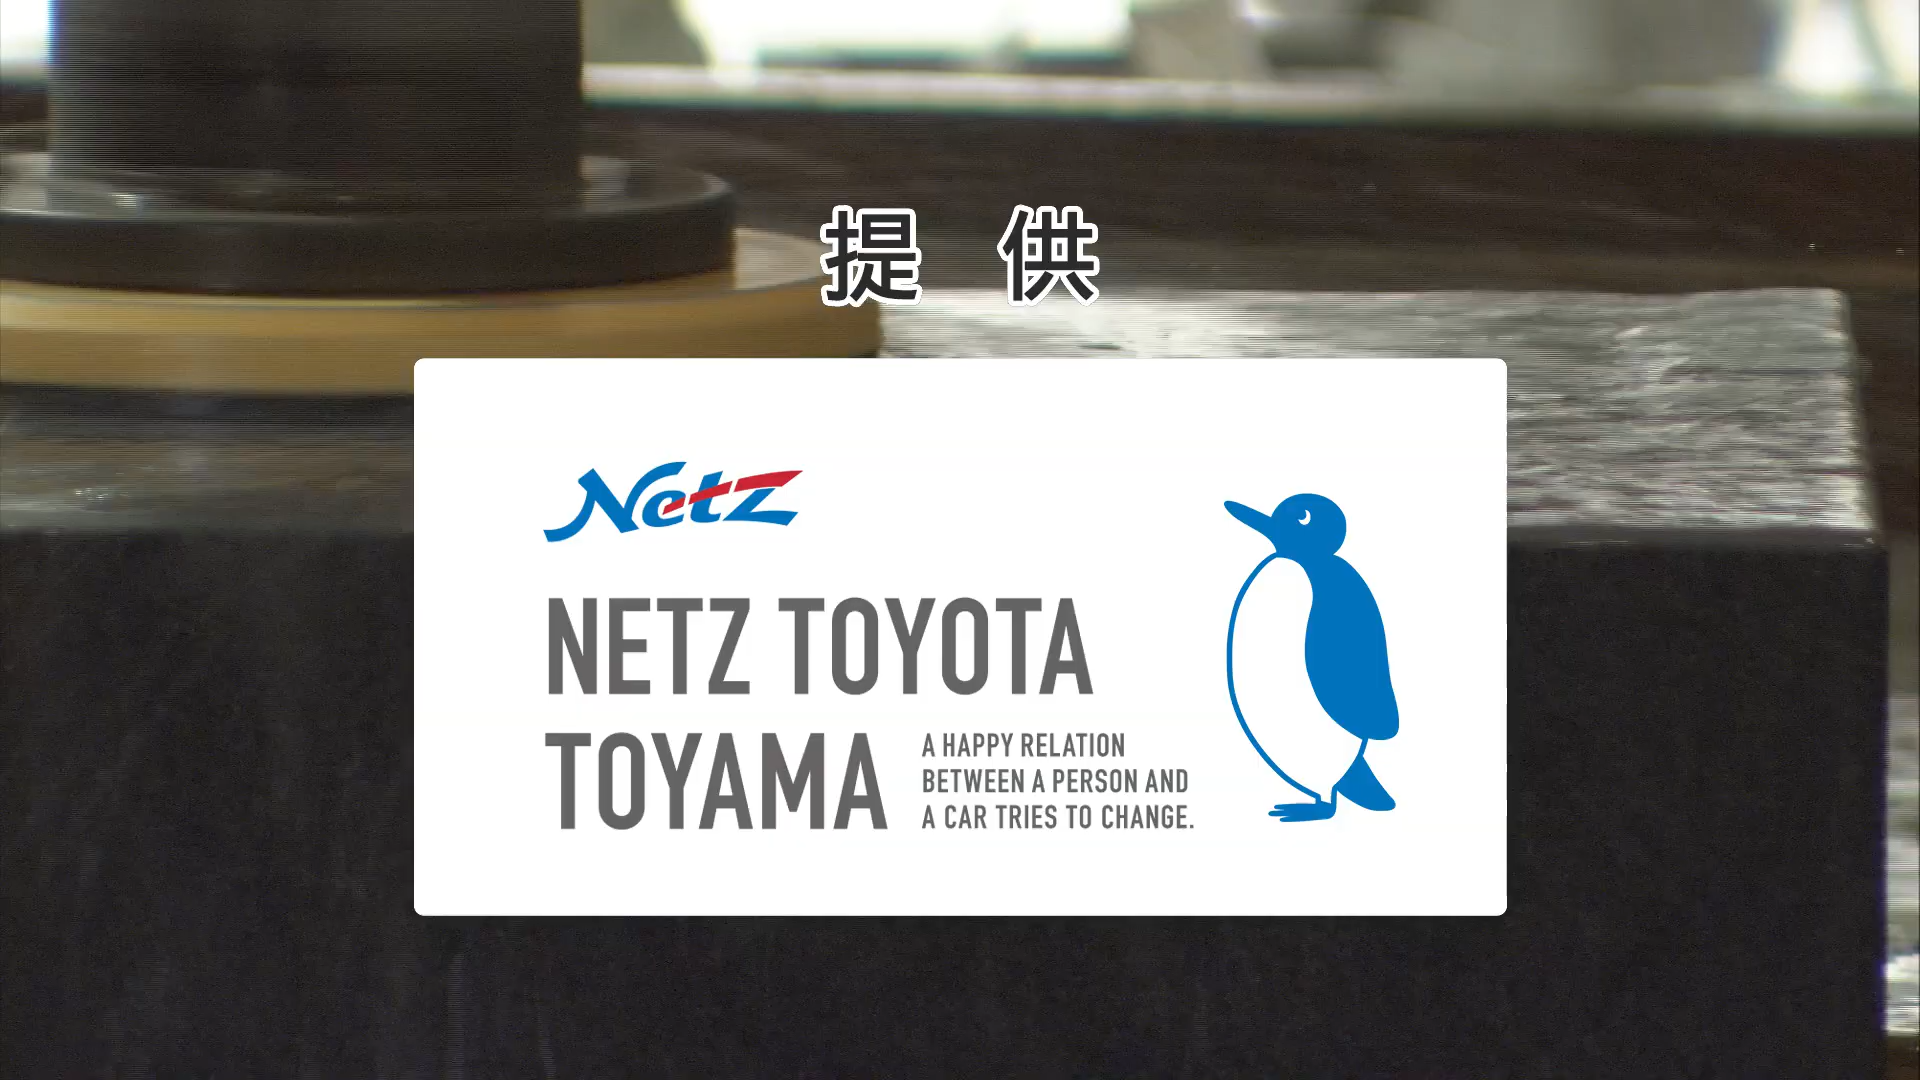 提 供
Netz
NETZ TOYOTA
TOYAMA
A HAPPY RELATION
BETWEEN A PERSON AND
A CAR TRIES TO CHANGE.